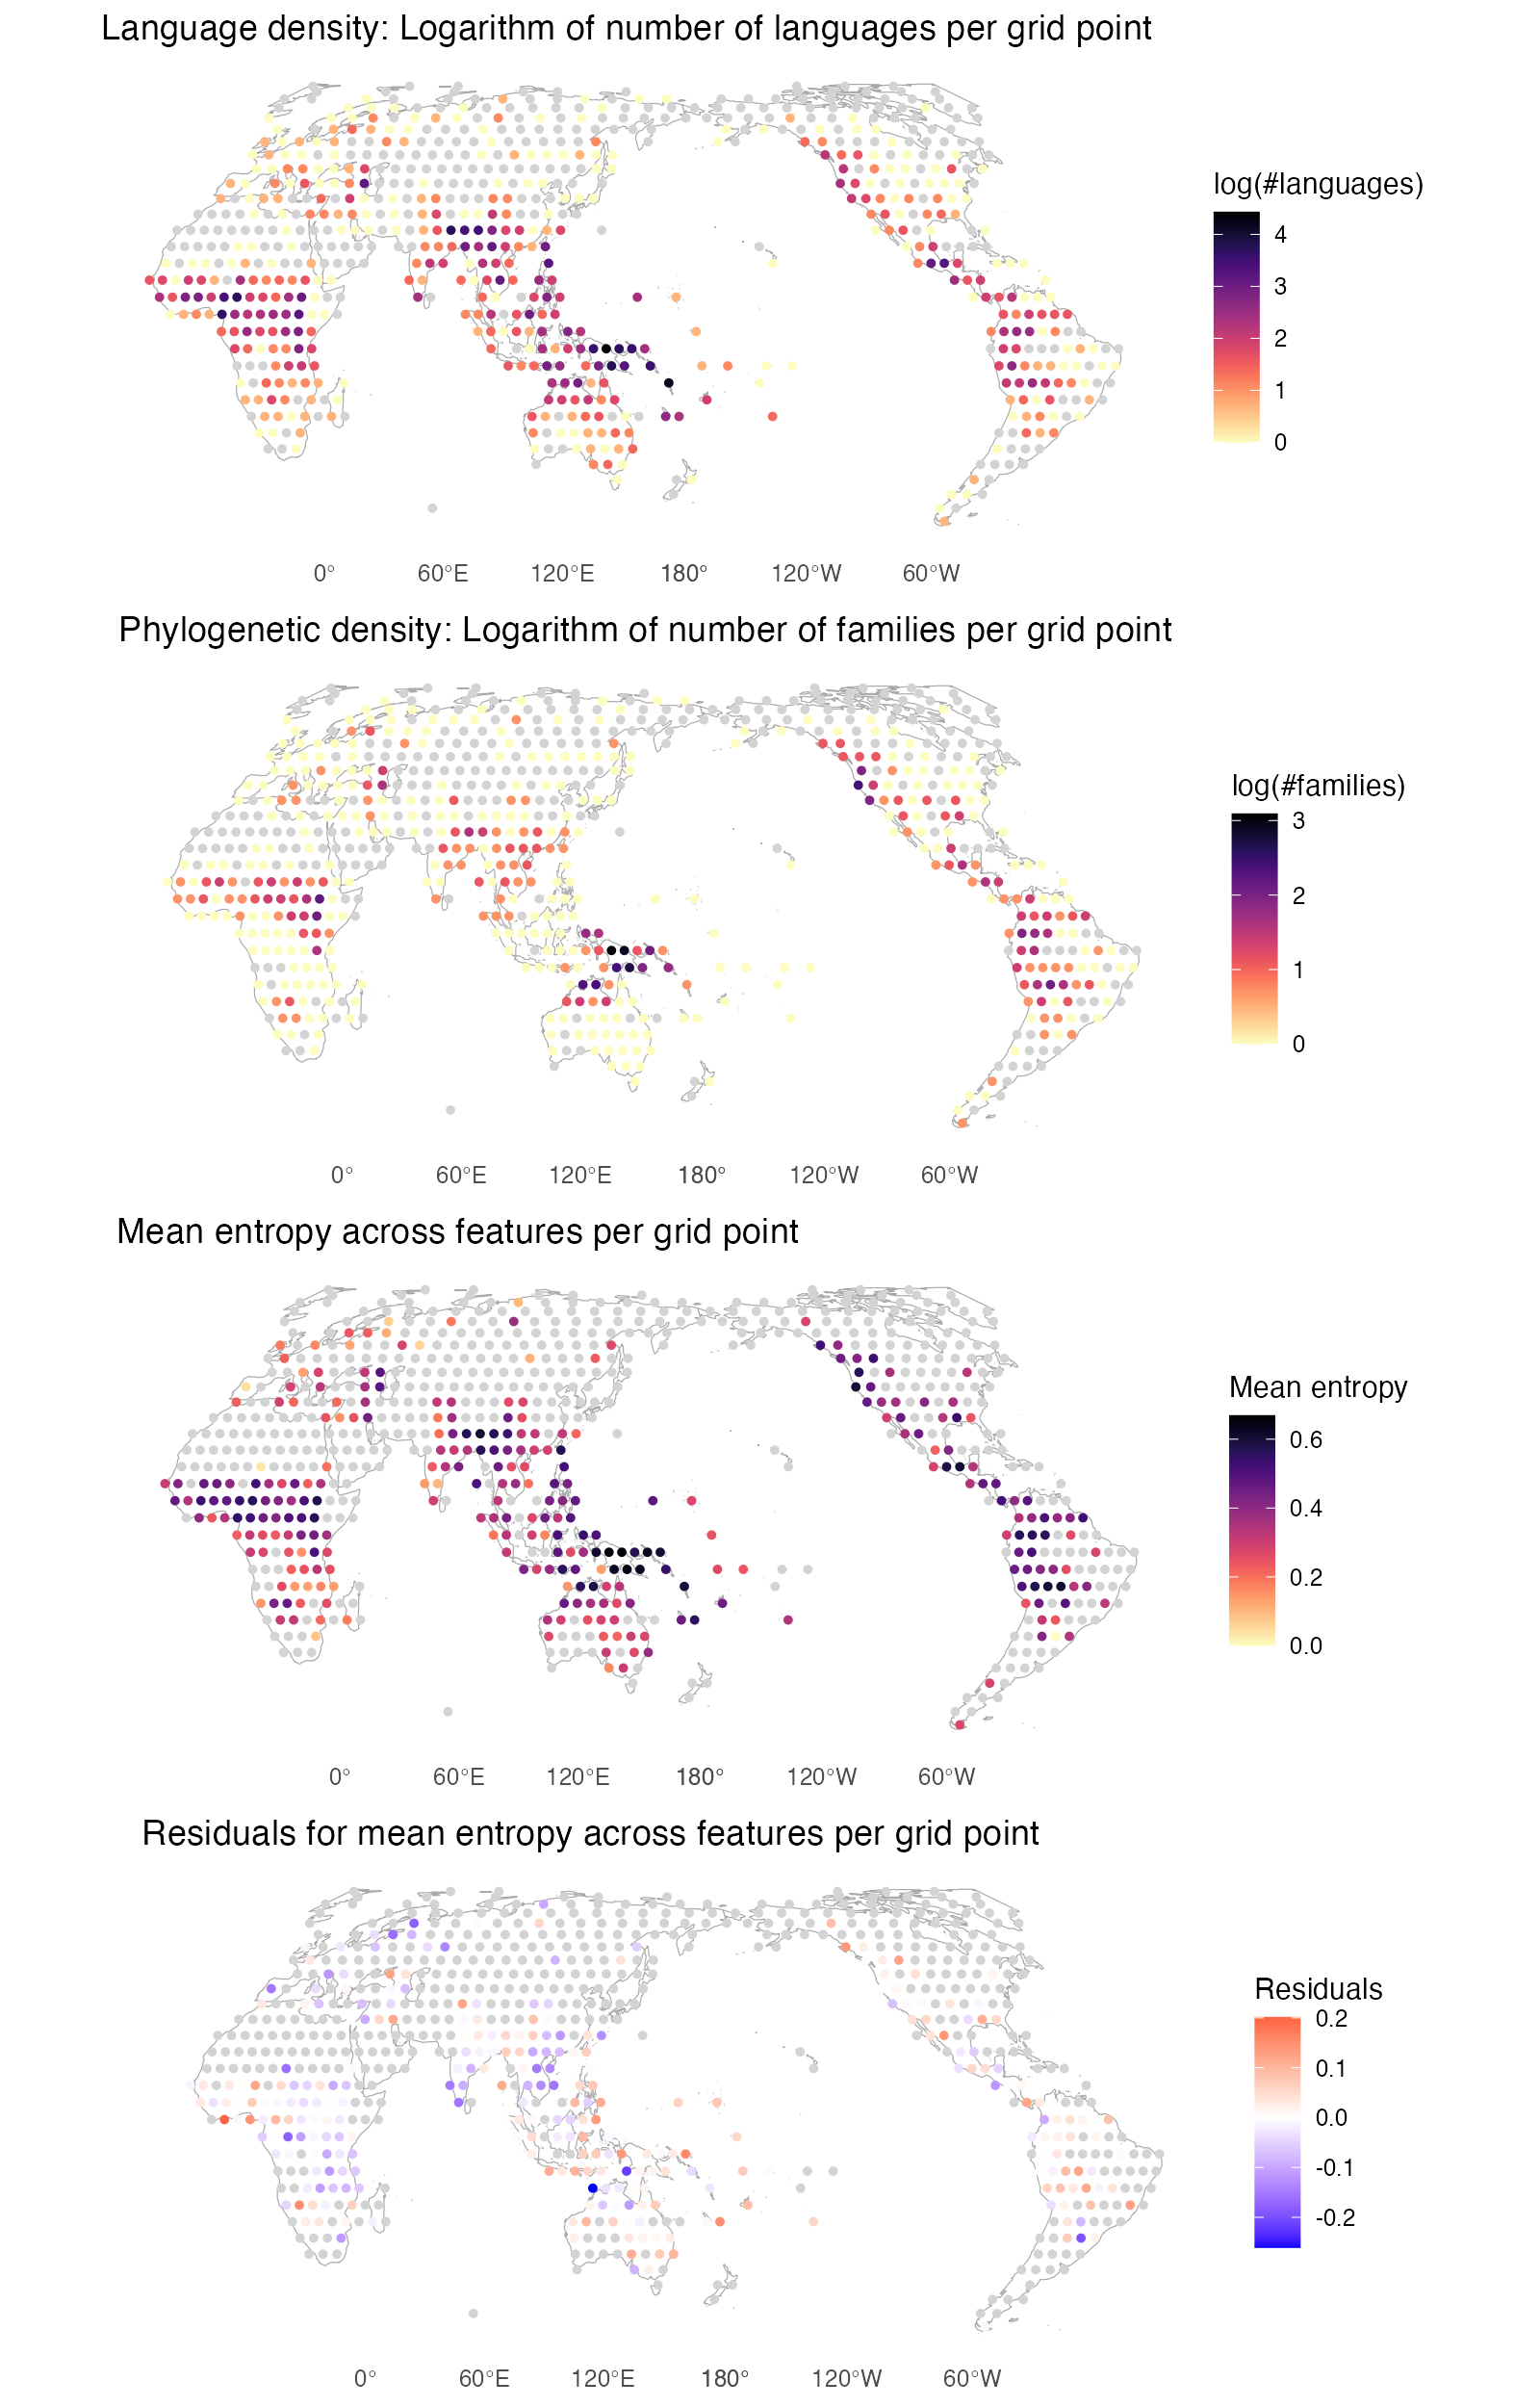 Language density: Logarithm of number of languages per grid point
log(#languages)
4
3
2
1
0
0° 60°E 120°E 180° 120°W 60°W
Phylogenetic density: Logarithm of number of families per grid point
log(#families)
3
2
1
0
0° 60°E 120°E 180° 120°W 60°W
Mean entropy across features per grid point
Mean entropy
0.6
0.4
0.2
0.0
0° 60°E 120°E 180° 120°W 60°W
Residuals for mean entropy across features per grid point
Residuals
0.2
0.1
0.0
-0.1
-0.2
0° 60°E 120°E 180° 120°W 60°W